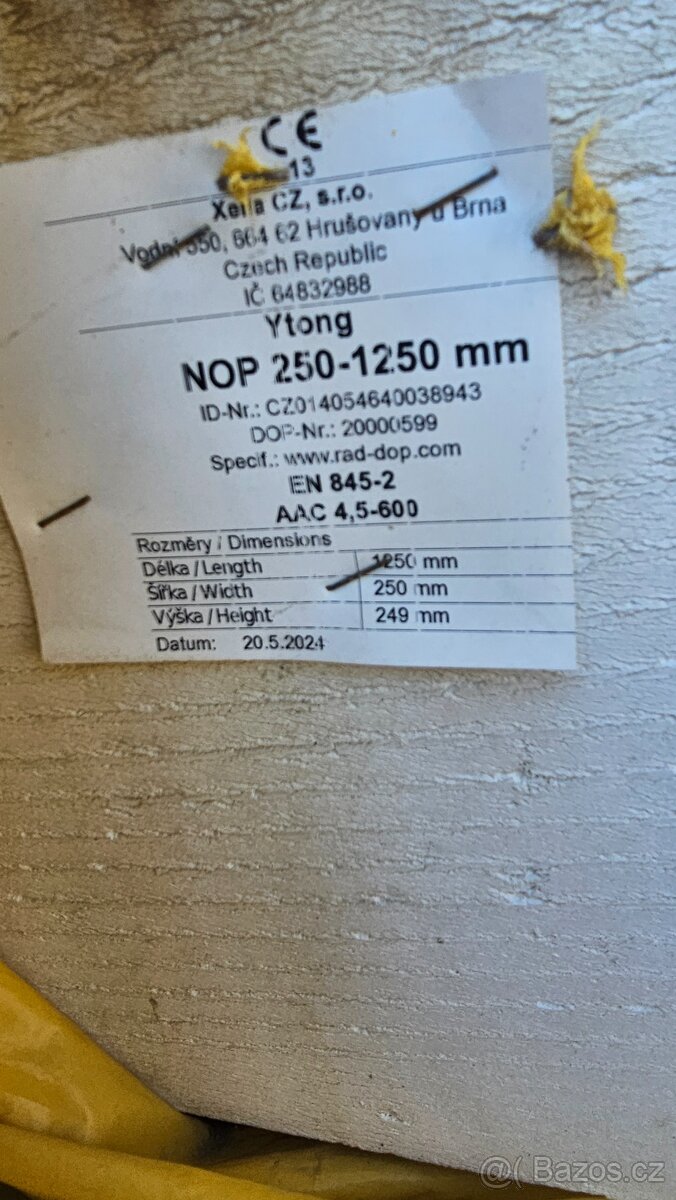 CE
13
Xella CZ, s.r.o.
Vodní 550, 664 62 Hrušovany u Brna
Czech Republic
IČ 64832988
Ytong
NOP 250-1250 mm
ID-Nr.: CZ014054640038943
DOP-Nr.: 20000599
Specif.: www.rad-dop.com
EN 845-2
AAC 4,5-600
Rozměry / Dimensions
Délka / Length 1250 mm
Šířka / Width 250 mm
Výška / Height 249 mm
Datum: 20.5.2024
@( Bazos.cz